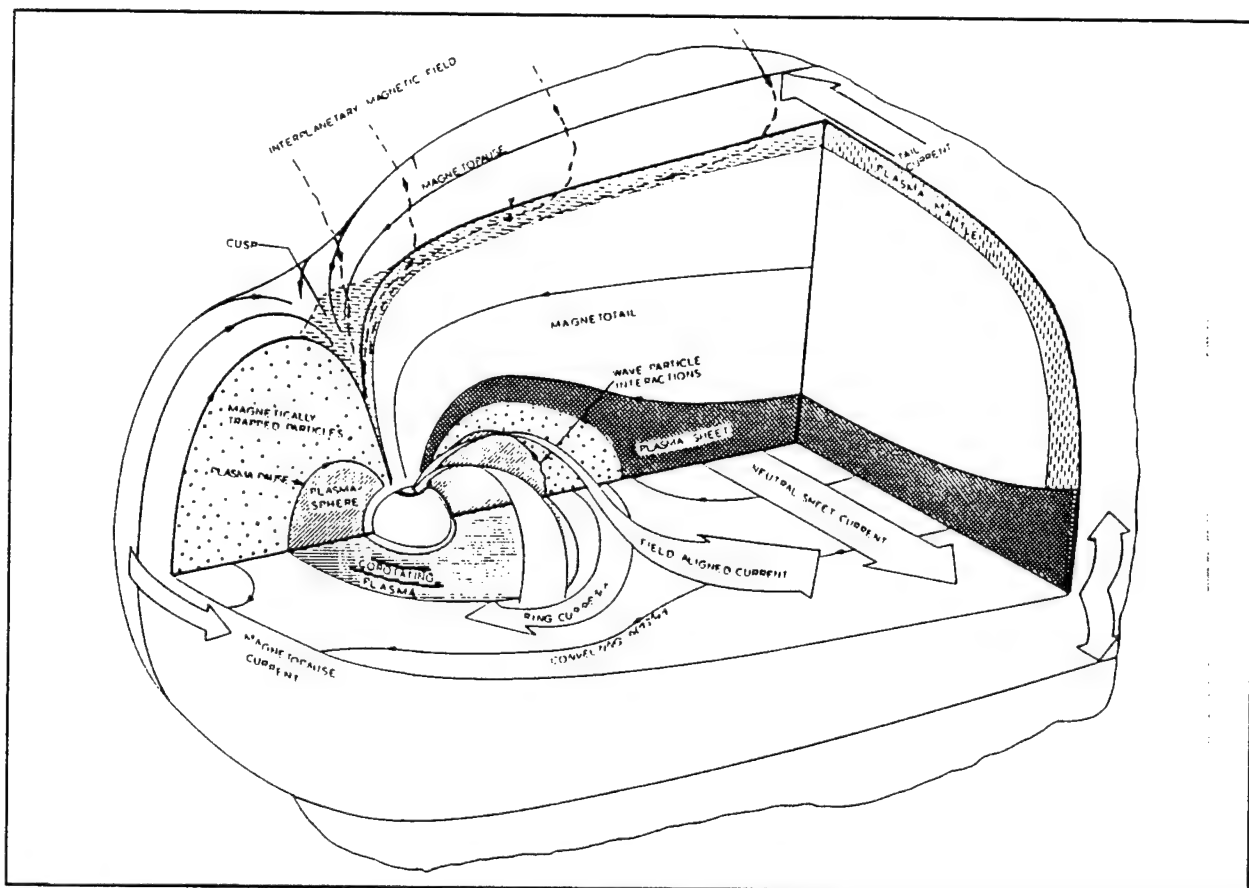 INTERPLANETARY MAGNETIC FIELD
MAGNETOPAUSE
TAIL
CURRENT
PLASMA MANTLE
CUSP
MAGNETOTAIL
WAVE PARTICLE
INTERACTIONS
MAGNETICALLY
TRAPPED PARTICLES
PLASMA SHEET
PLASMA PAUSE
PLASMA-
SPHERE
NEUTRAL SHEET CURRENT
FIELD ALIGNED CURRENT
COROTATING
PLASMA
RING CURRENT
CONVECTING
MAGNETOPAUSE
CURRENT